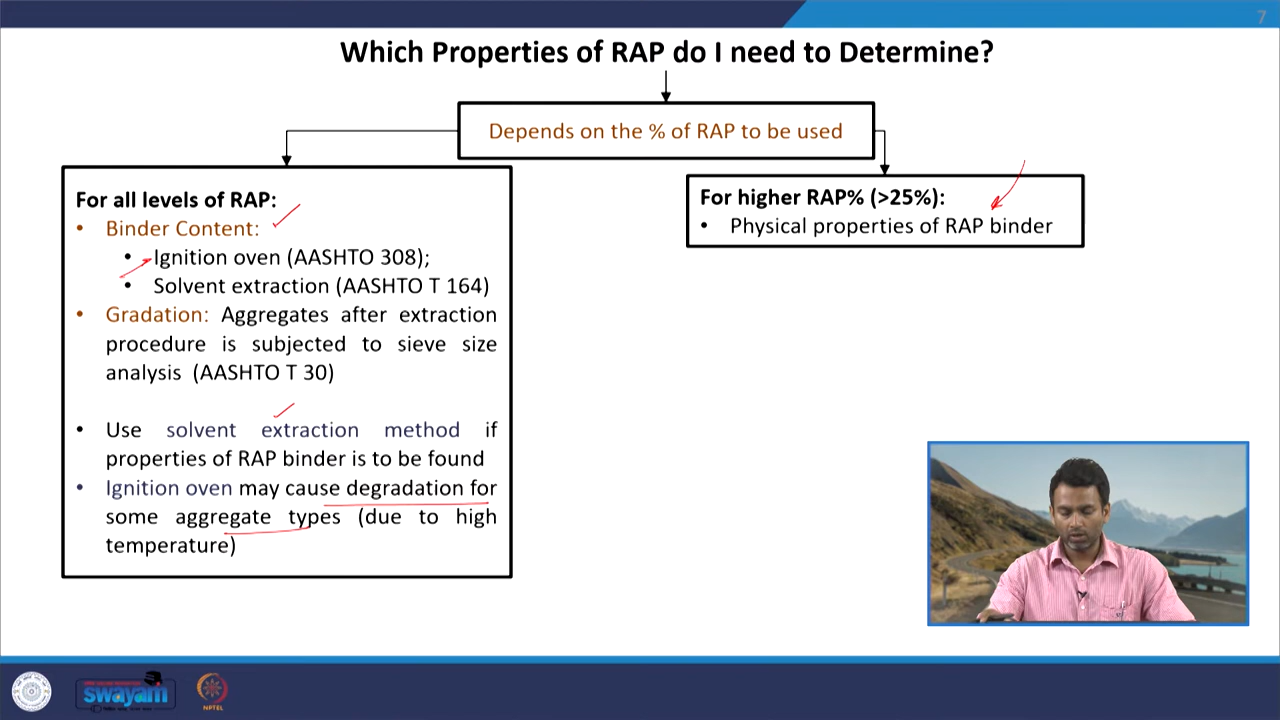 7
Which Properties of RAP do I need to Determine?
Depends on the % of RAP to be used
For all levels of RAP:
• Binder Content:
• Ignition oven (AASHTO 308);
• Solvent extraction (AASHTO T 164)
• Gradation: Aggregates after extraction
procedure is subjected to sieve size
analysis (AASHTO T 30)
• Use solvent extraction method if
properties of RAP binder is to be found
• Ignition oven may cause degradation for
some aggregate types (due to high
temperature)
For higher RAP% (>25%):
• Physical properties of RAP binder
swayam
NPTEL